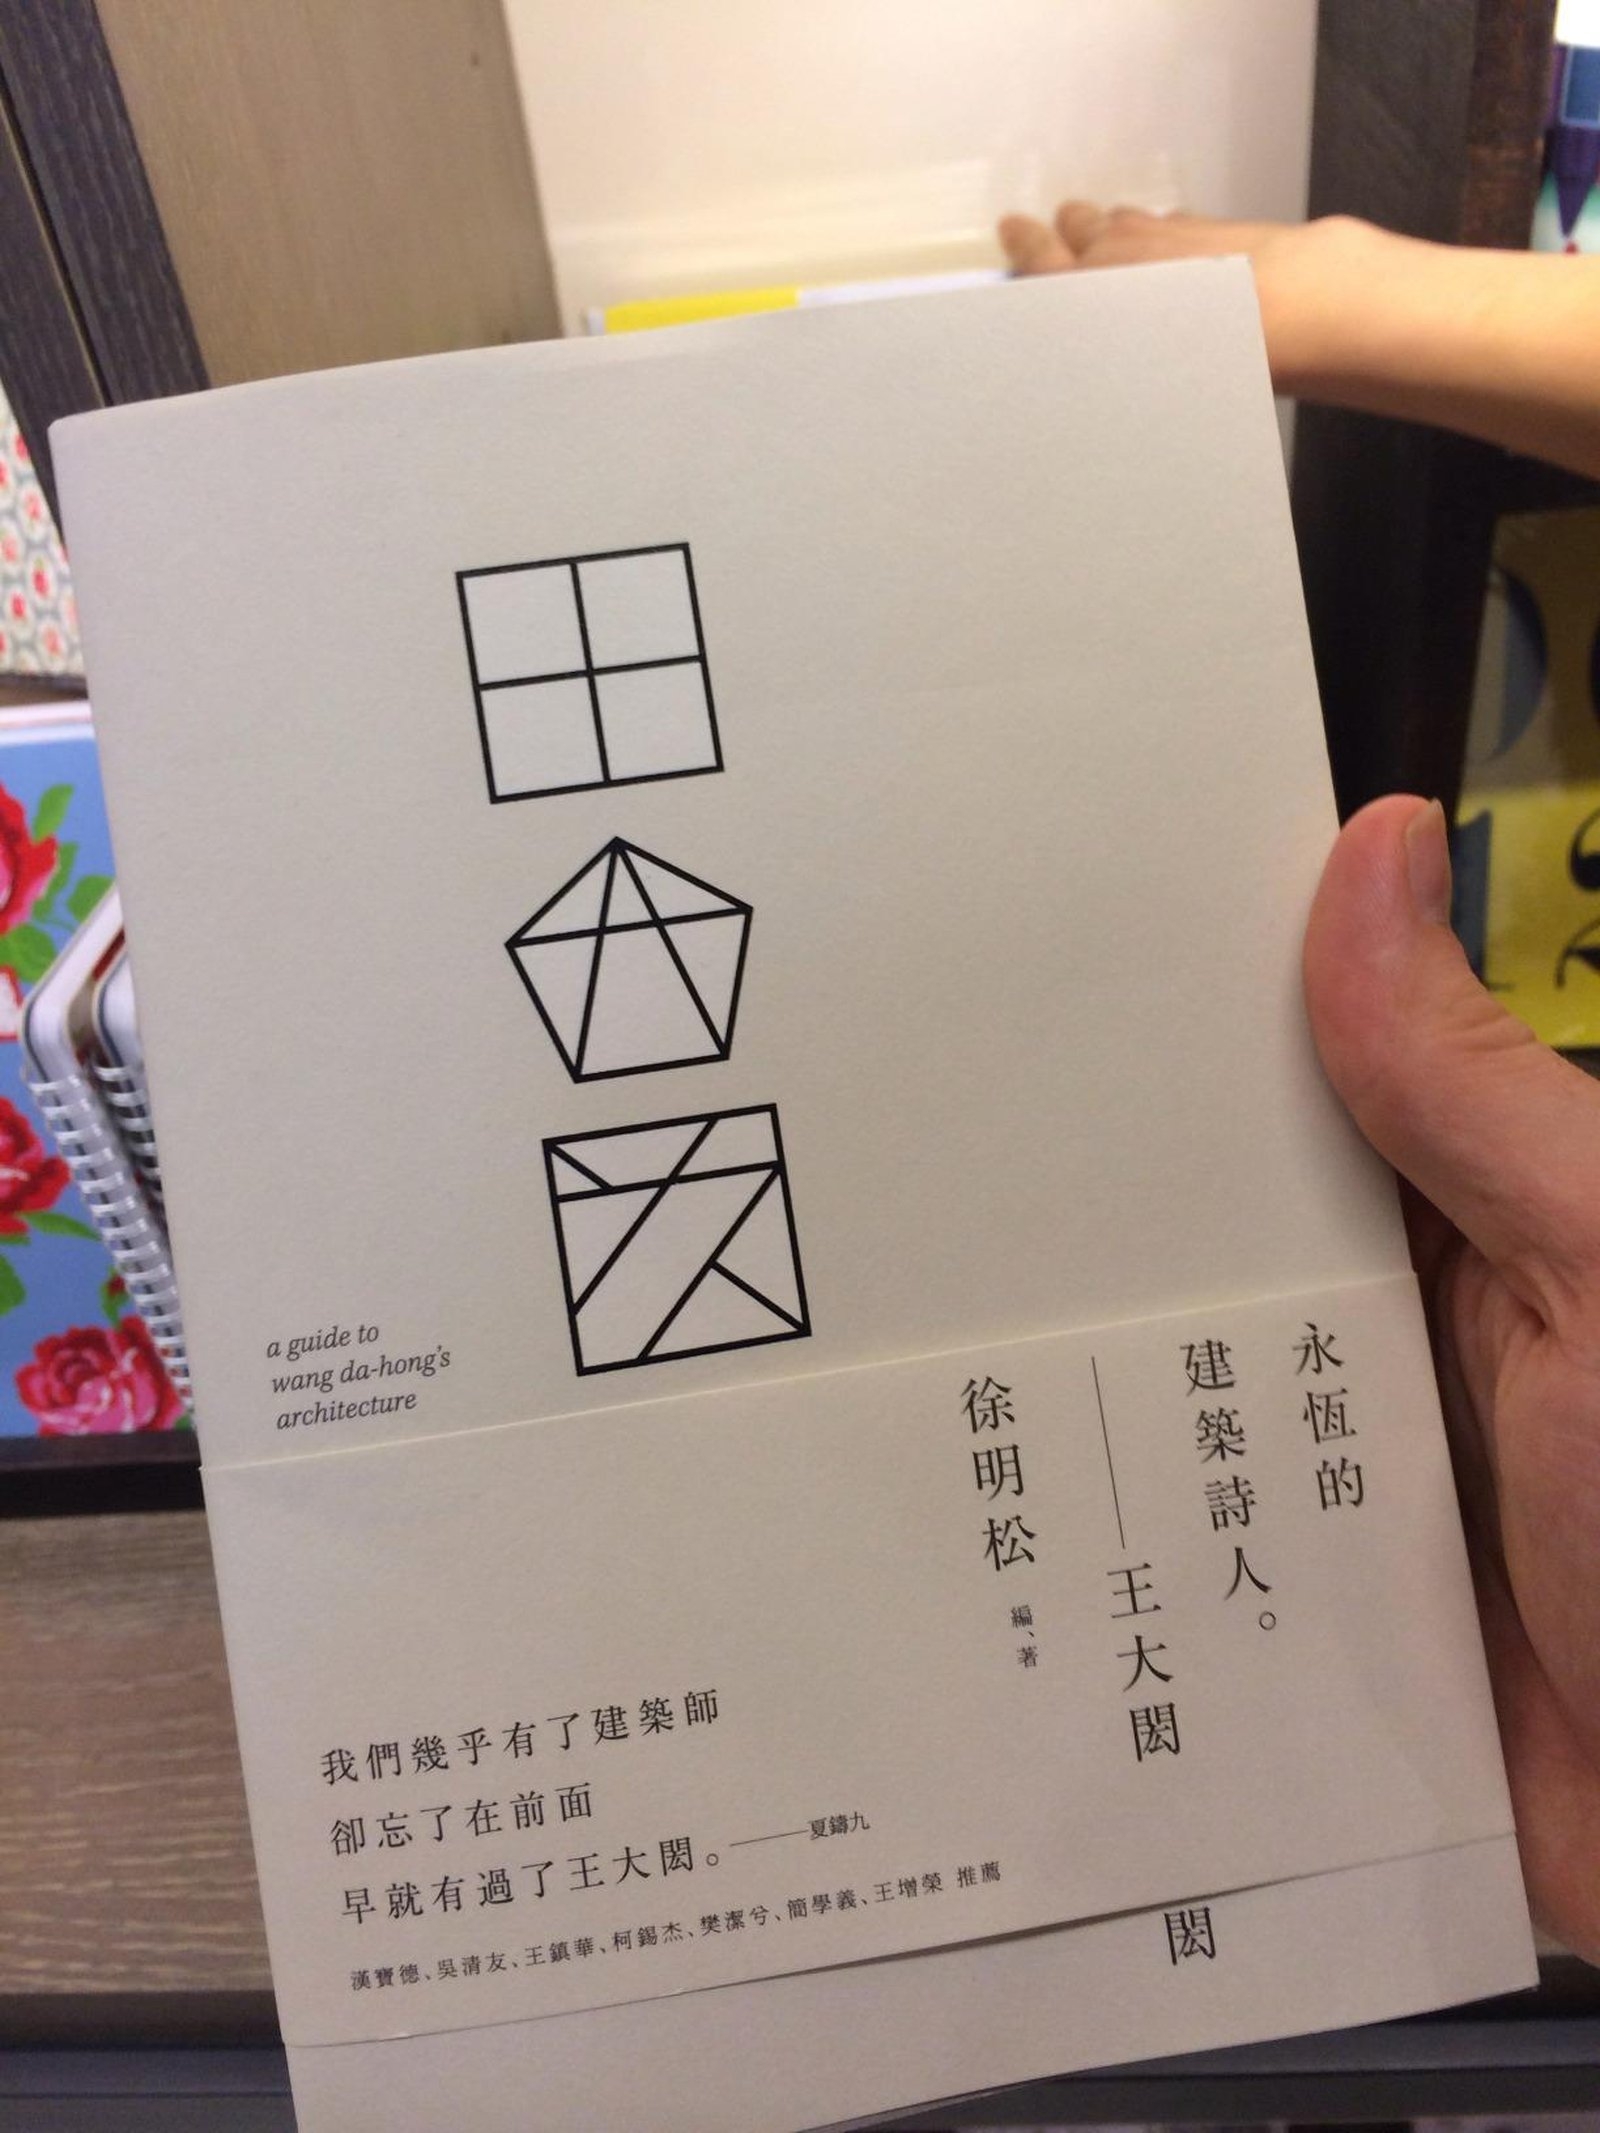 a guide to
wang da-hong's
architecture
永恆的
建築詩人。
——王大閎
徐明松 編、著
我們幾乎有了建築師
卻忘了在前面
早就有過了王大閎。——夏鑄九
漢寶德、吳清友、王鎮華、柯錫杰、樊潔兮、簡學義、王增榮 推薦
閎